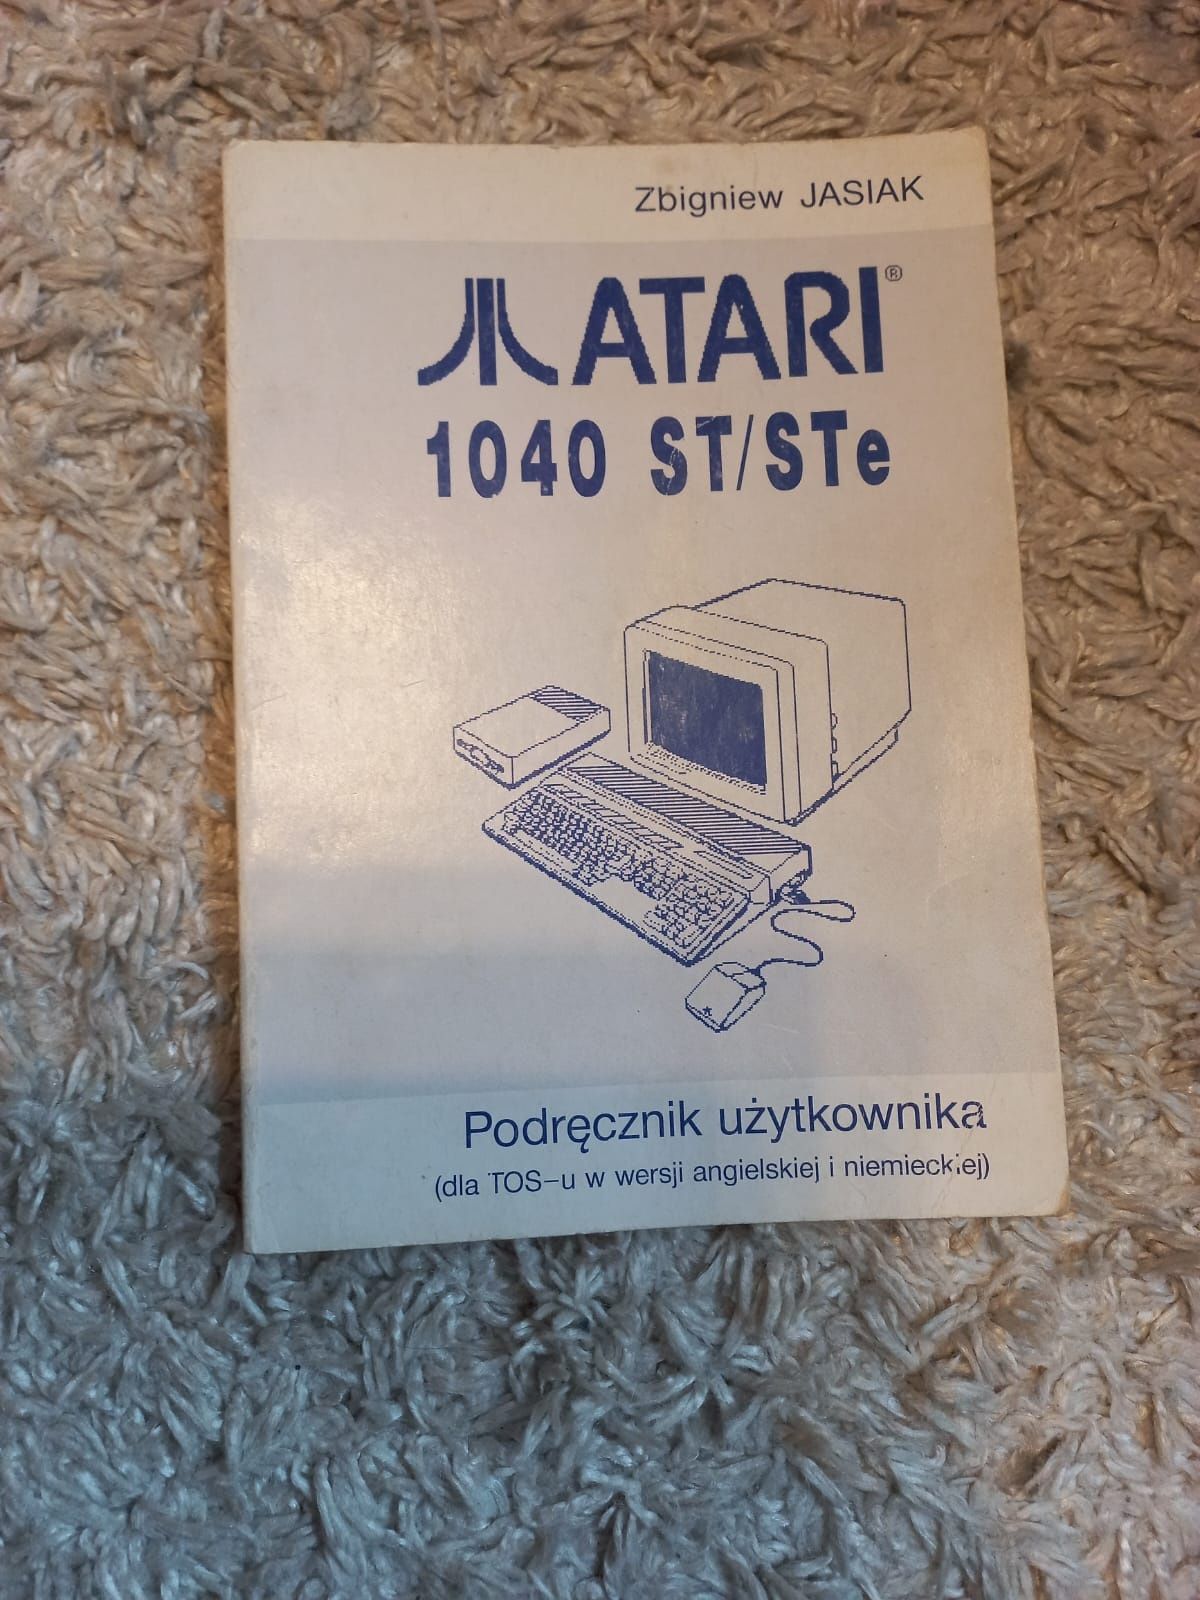 Zbigniew JASIAK
ATARI®
1040 ST/STe
Podręcznik użytkownika
(dla TOS-u w wersji angielskiej i niemieckiej)